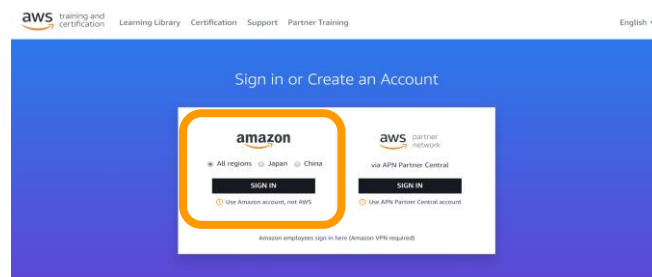 aws training and certification Learning Library Certification Support Partner Training English
Sign in or Create an Account
amazon
All regions Japan China
SIGN IN
Use Amazon account, not AWS
aws partner network
via APN Partner Central
SIGN IN
Use APN Partner Central account
Amazon employees sign in here (Amazon VPN required)